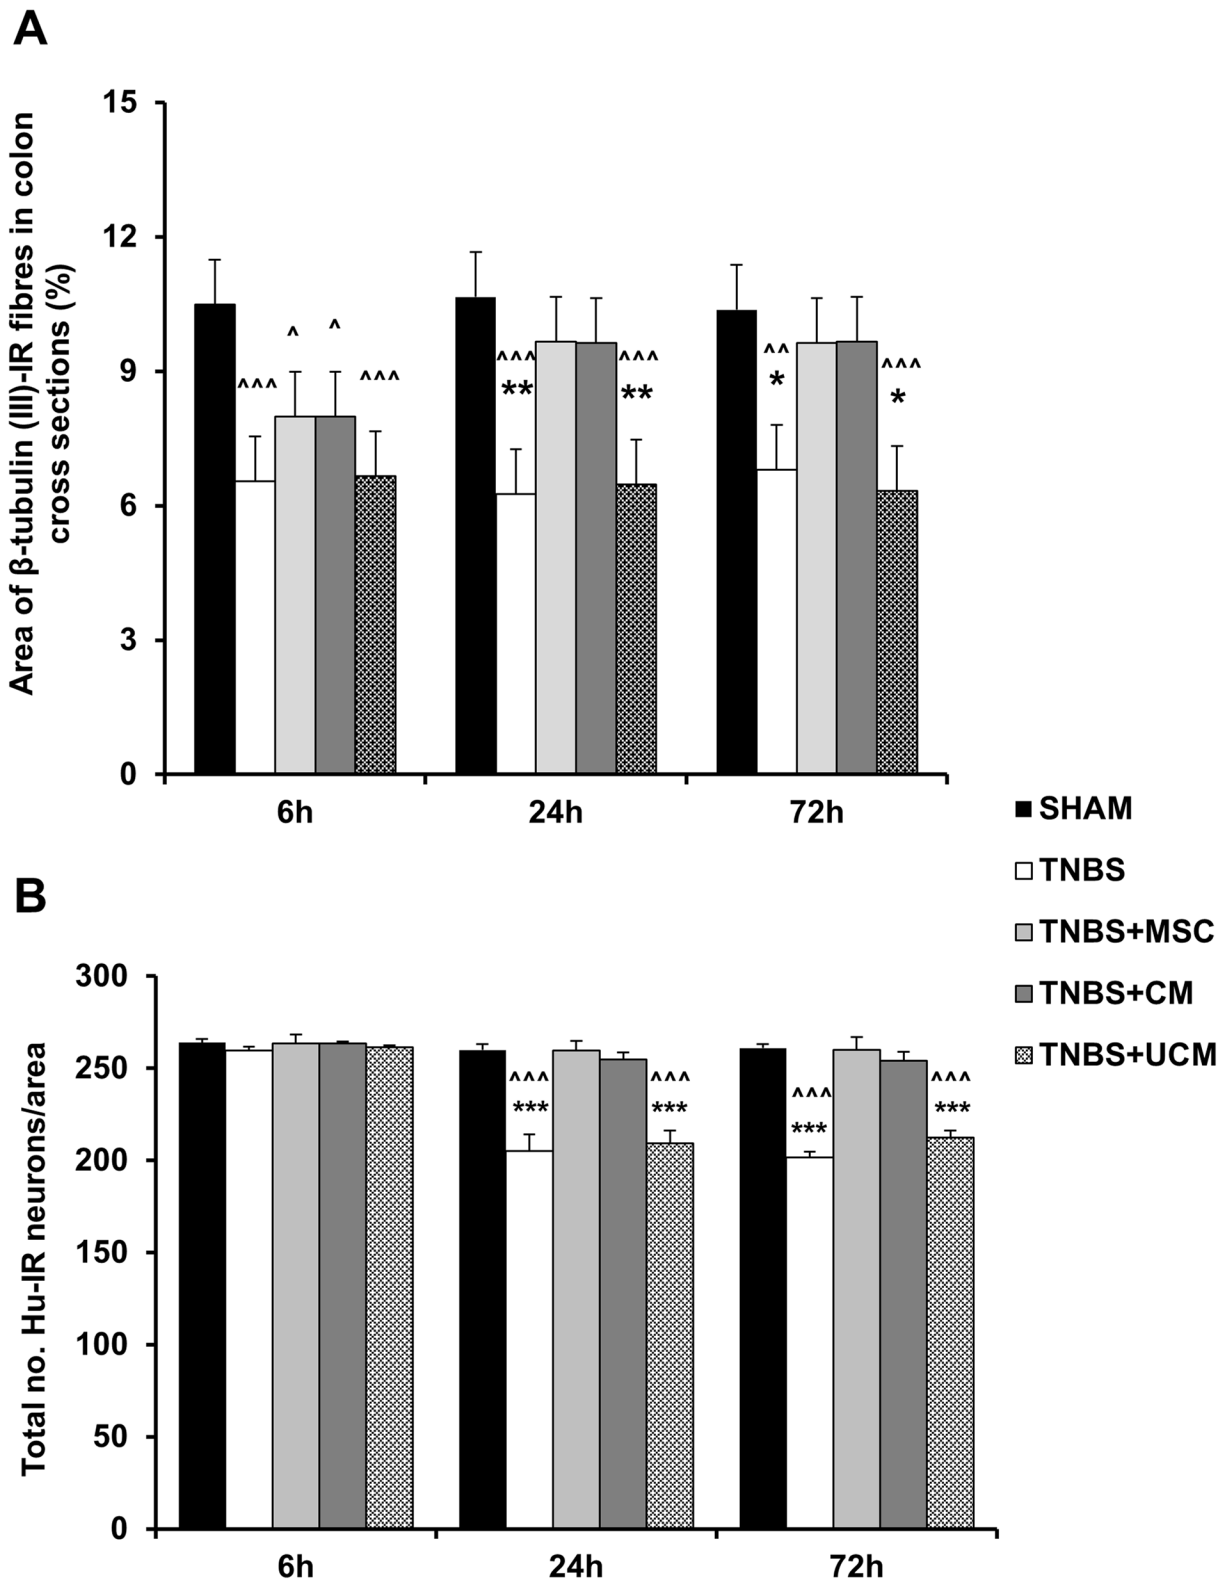 A
Area of β-tubulin (III)-IR fibres in colon
cross sections (%)
15
12
9
6
3
0
^^^
^
^
^^^
^^^
**
^^^
**
^^
*
^^^
*
6h
24h
72h
SHAM
TNBS
TNBS+MSC
TNBS+CM
TNBS+UCM
B
Total no. Hu-IR neurons/area
300
250
200
150
100
50
0
^^^
***
^^^
***
^^^
***
^^^
***
6h
24h
72h